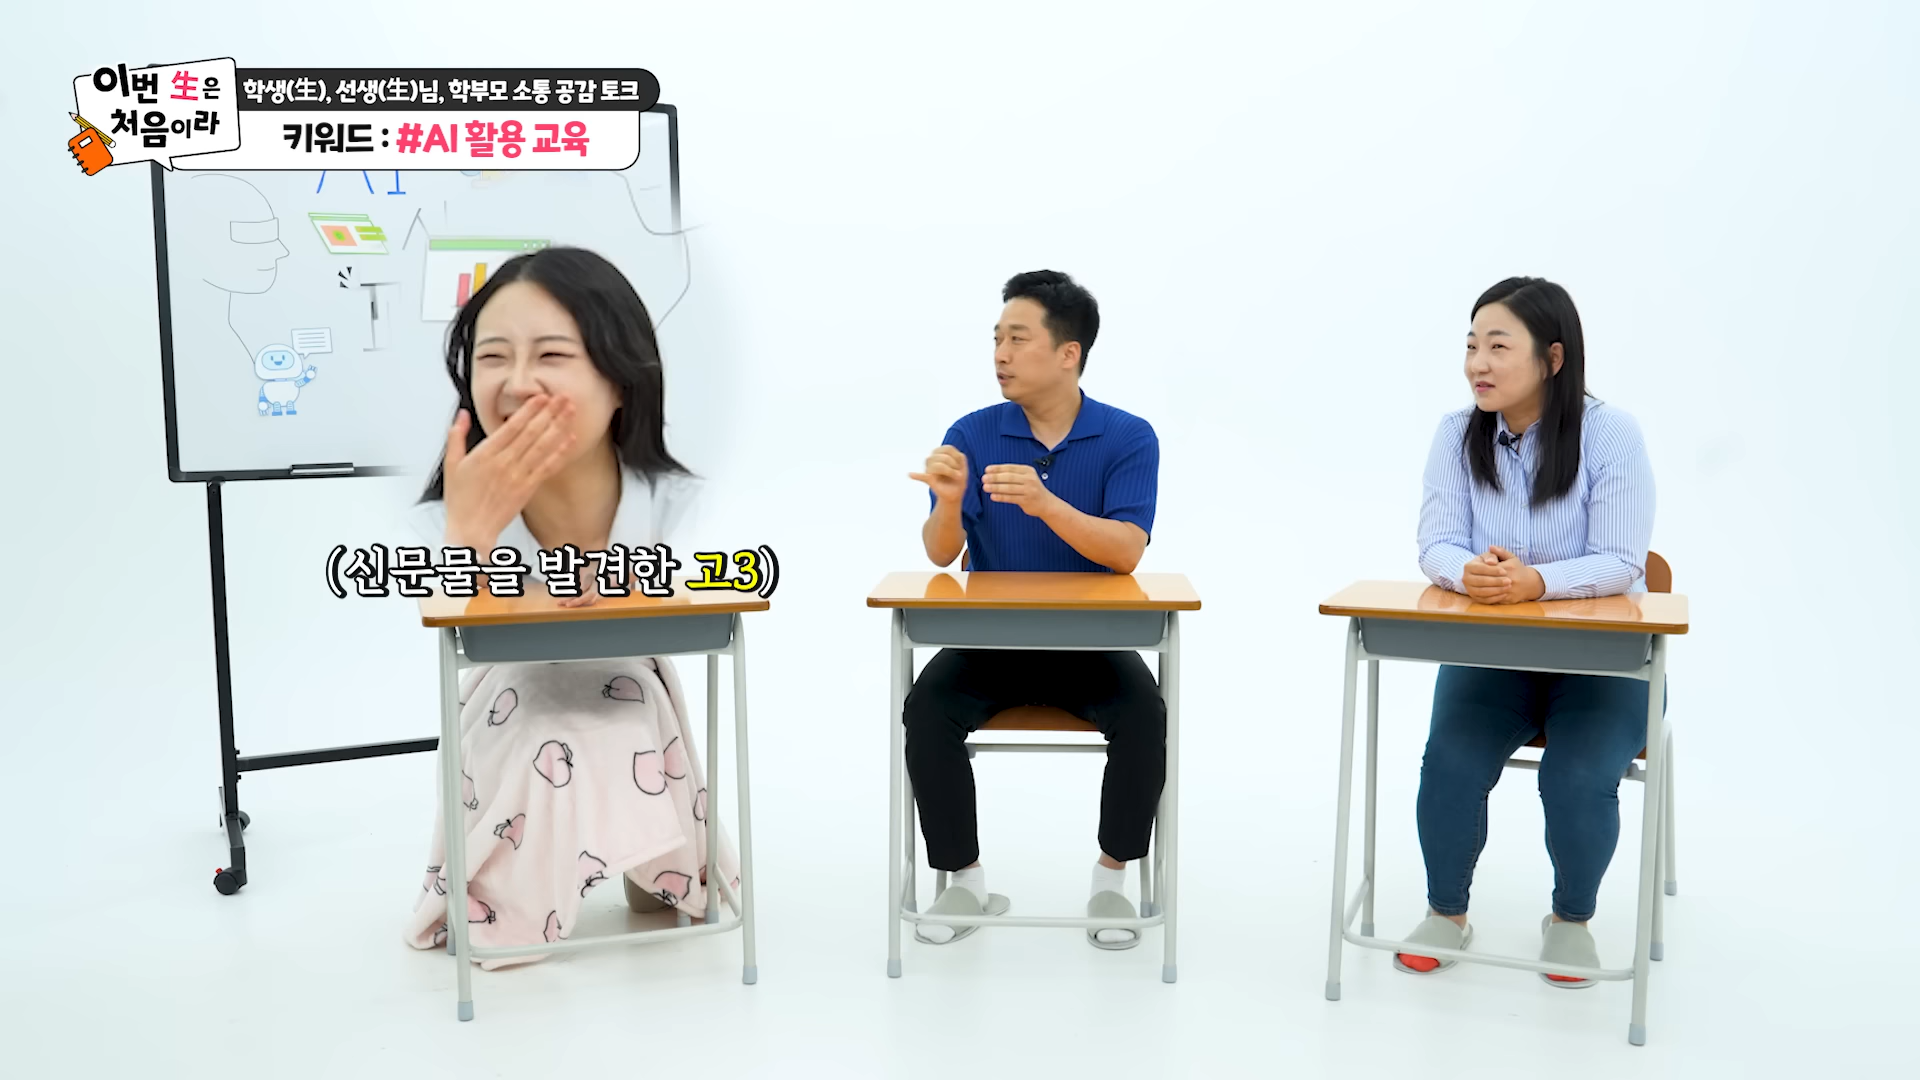 이번 生은
처음이라
학생(生), 선생(生)님, 학부모 소통 공감 토크
키워드 : #AI 활용 교육
AI
(신문물을 발견한 고3)